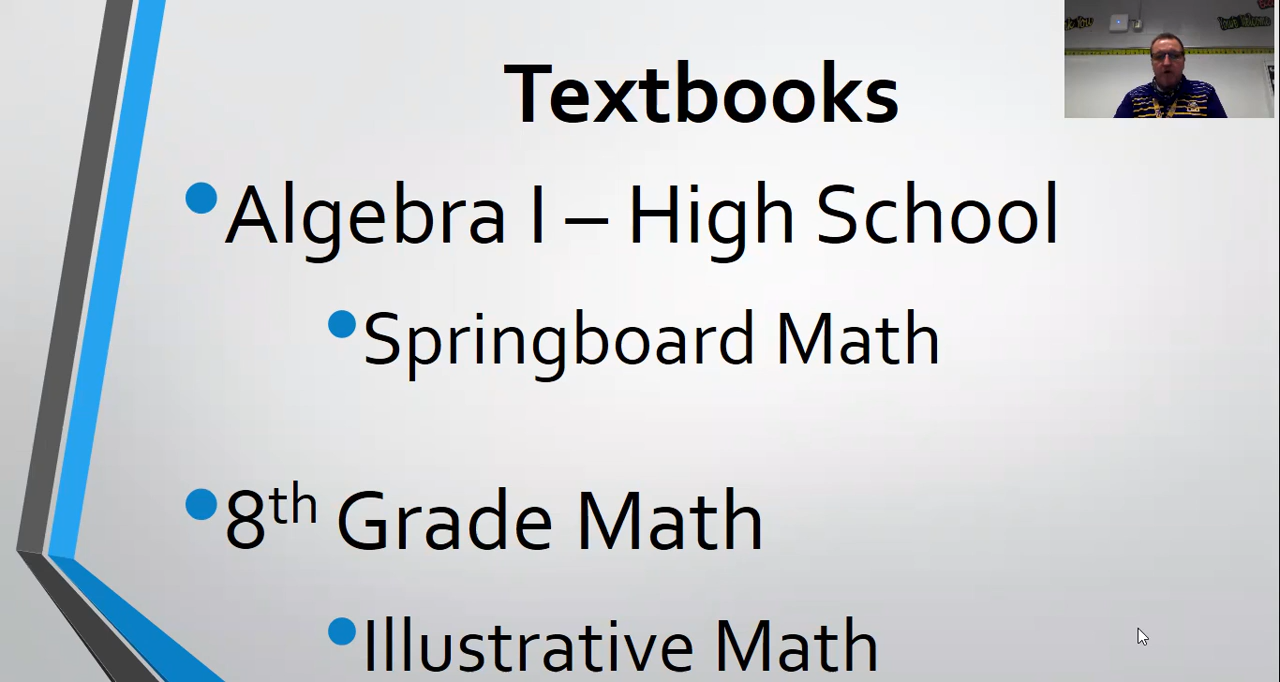 Textbooks
Algebra I – High School
Springboard Math
8th Grade Math
Illustrative Math